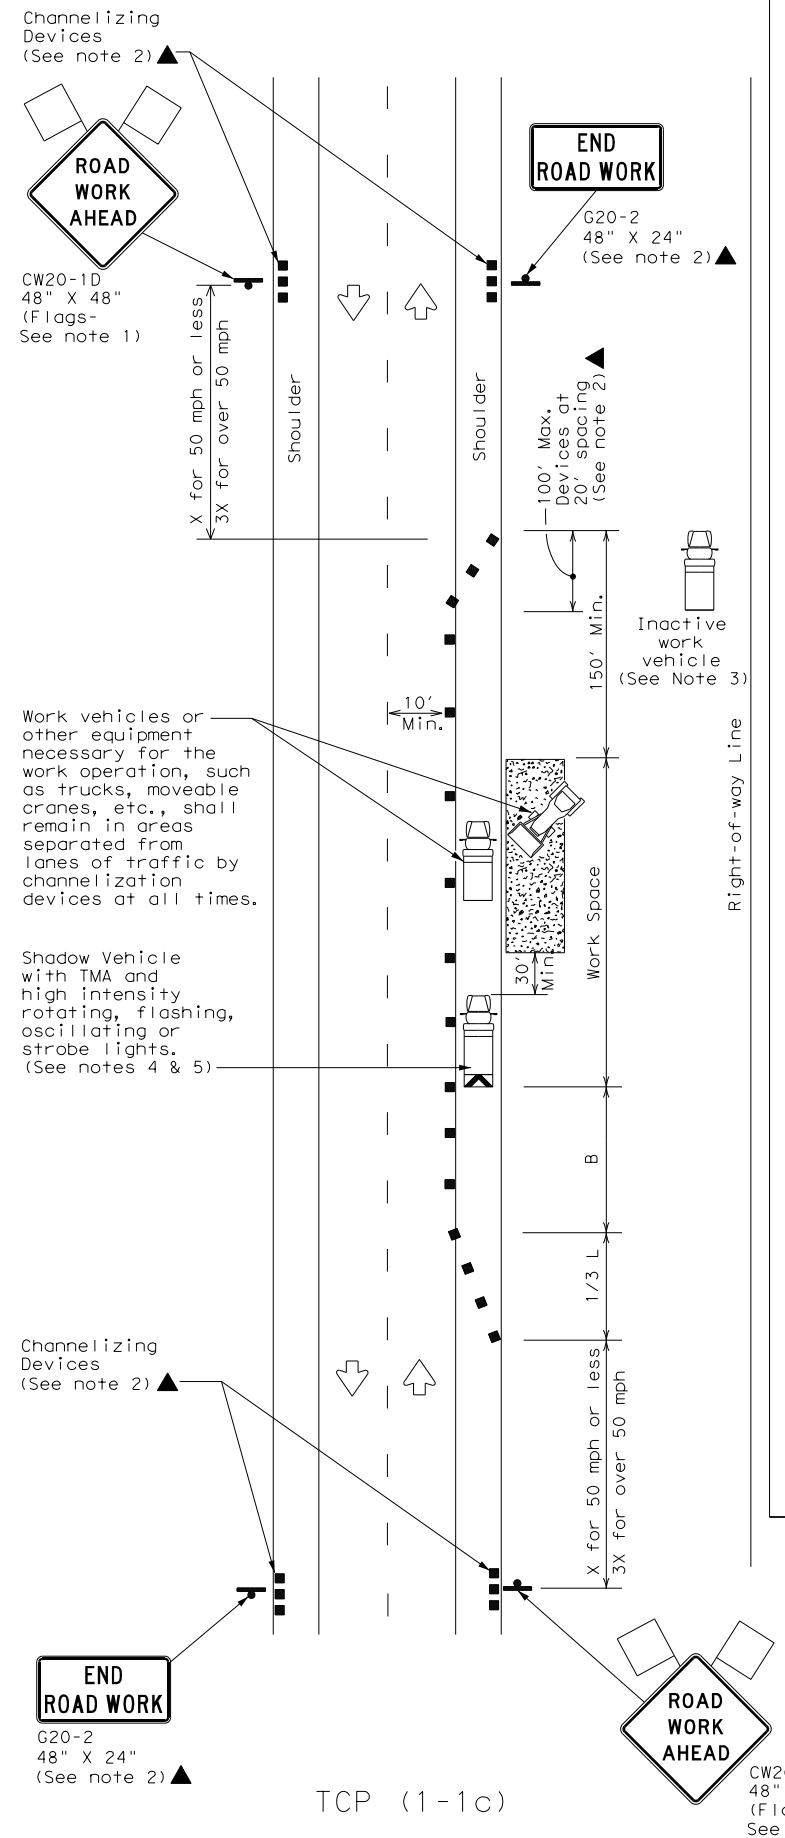 Channelizing
Devices
(See note 2)
ROAD
WORK
AHEAD
CW20-1D
48" X 48"
(Flags-
See note 1)
END
ROAD WORK
G20-2
48" X 24"
(See note 2)
X for 50 mph or less
3X for over 50 mph
Shoulder
Shoulder
100' Max.
Devices at
20' spacing
(See note 2)
150' Min.
Inactive
work
vehicle
(See Note 3)
10'
Min.
Right-of-way Line
Work vehicles or
other equipment
necessary for the
work operation, such
as trucks, moveable
cranes, etc., shall
remain in areas
separated from
lanes of traffic by
channelization
devices at all times.
Work Space
30'
Min.
Shadow Vehicle
with TMA and
high intensity
rotating, flashing,
oscillating or
strobe lights.
(See notes 4 & 5)
B
1/3 L
Channelizing
Devices
(See note 2)
X for 50 mph or less
3X for over 50 mph
END
ROAD WORK
G20-2
48" X 24"
(See note 2)
ROAD
WORK
AHEAD
48"
See
TCP (1-1c)